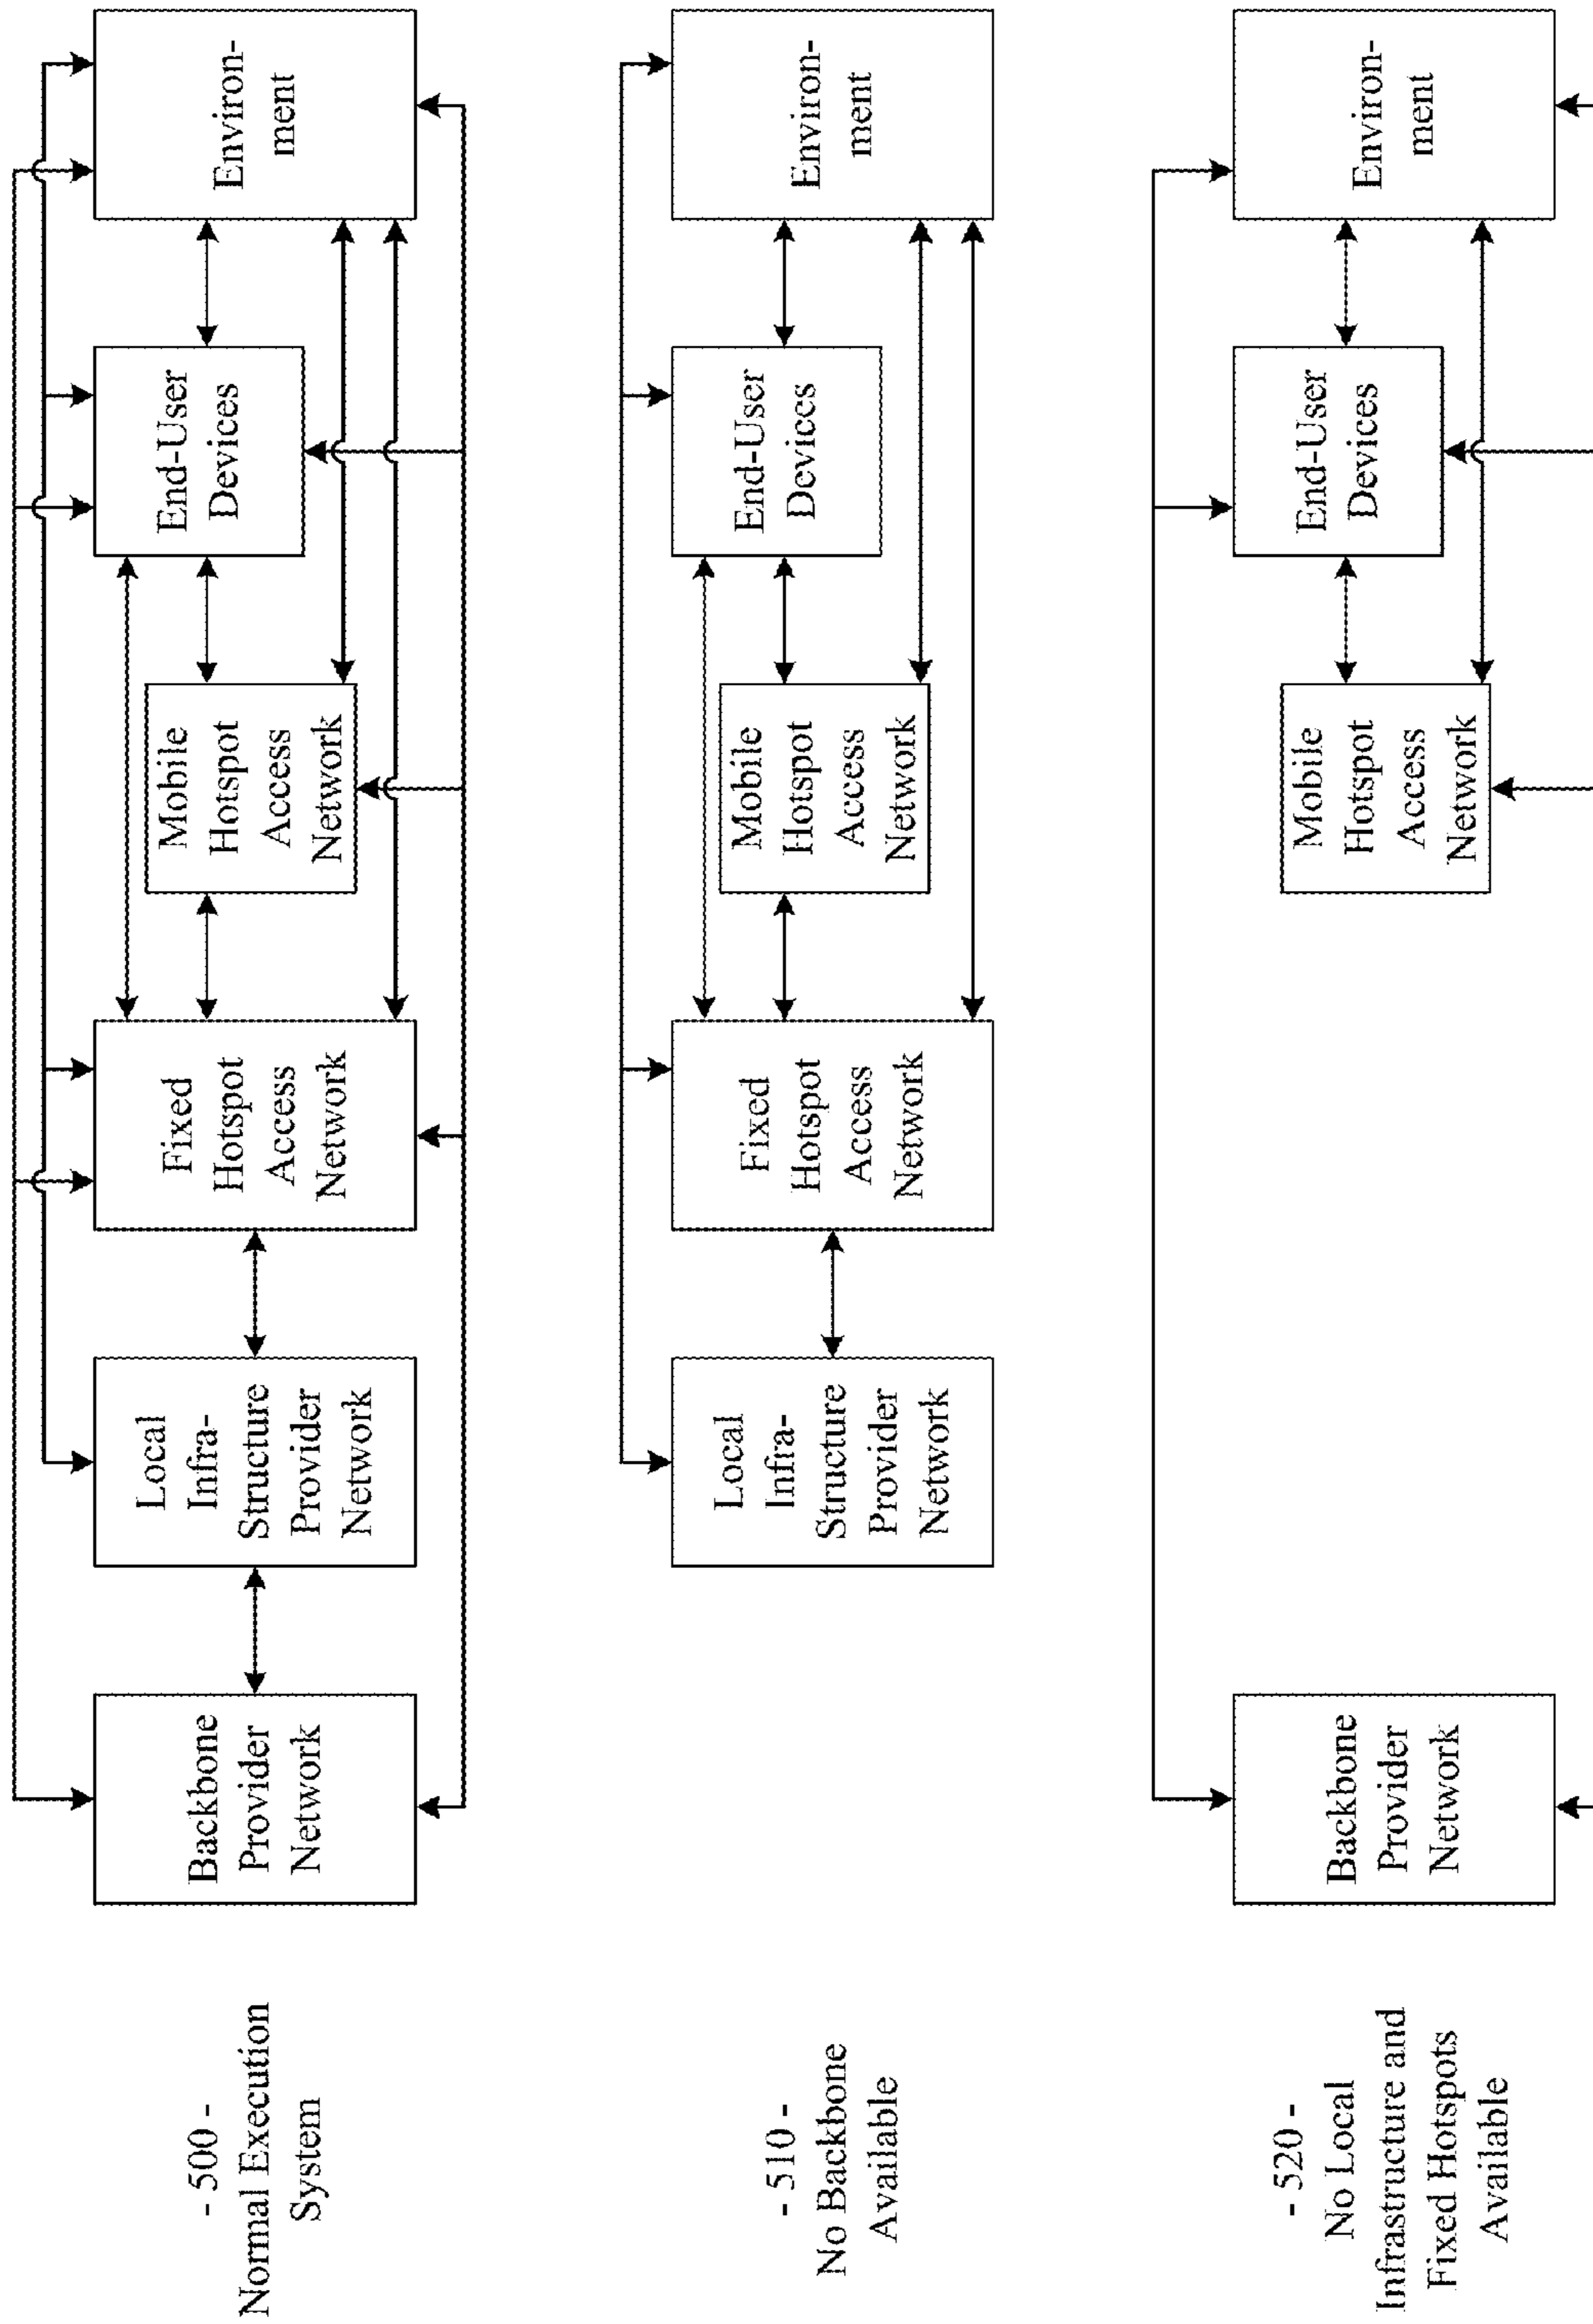 - 500 -
Normal Execution
System
Backbone
Provider
Network
Local
Infra-
Structure
Provider
Network
Fixed
Hotspot
Access
Network
Mobile
Hotspot
Access
Network
End-User
Devices
Environ-
ment
- 510 -
No Backbone
Available
Local
Infra-
Structure
Provider
Network
Fixed
Hotspot
Access
Network
Mobile
Hotspot
Access
Network
End-User
Devices
Environ-
ment
- 520 -
No Local
Infrastructure and
Fixed Hotspots
Available
Backbone
Provider
Network
Mobile
Hotspot
Access
Network
End-User
Devices
Environ-
ment